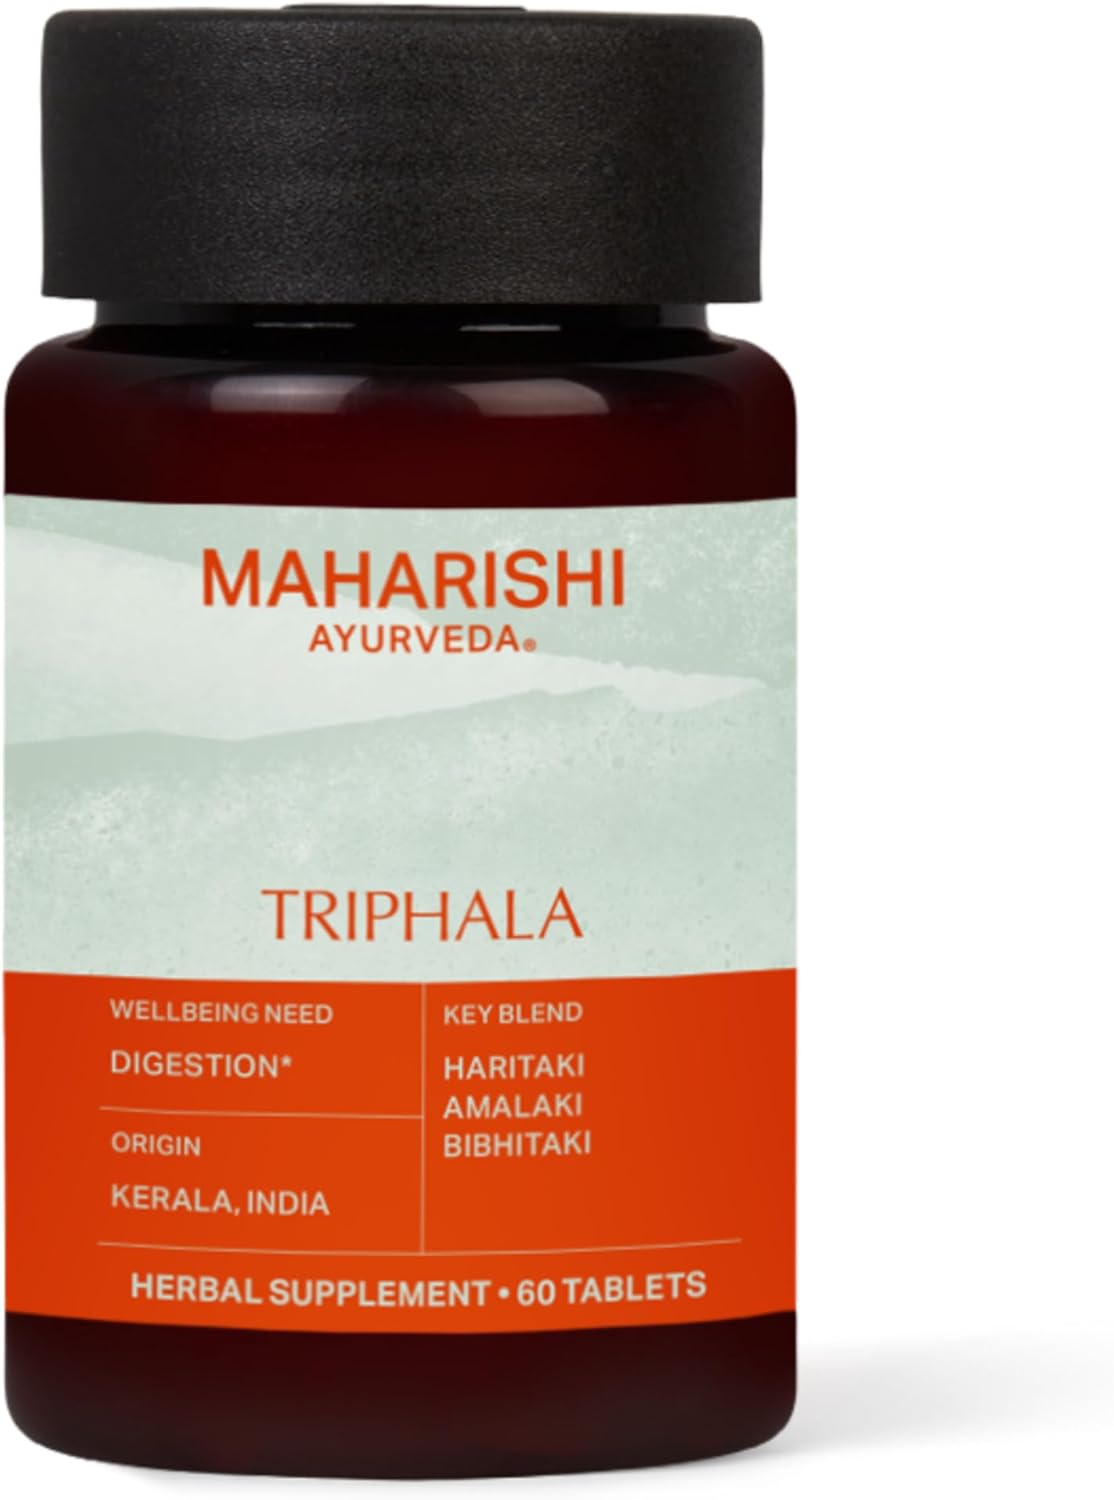 MAHARISHI
AYURVEDA®
TRIPHALA
WELLBEING NEED
DIGESTION*
ORIGIN
KERALA, INDIA
KEY BLEND
HARITAKI
AMALAKI
BIBHITAKI
HERBAL SUPPLEMENT • 60 TABLETS